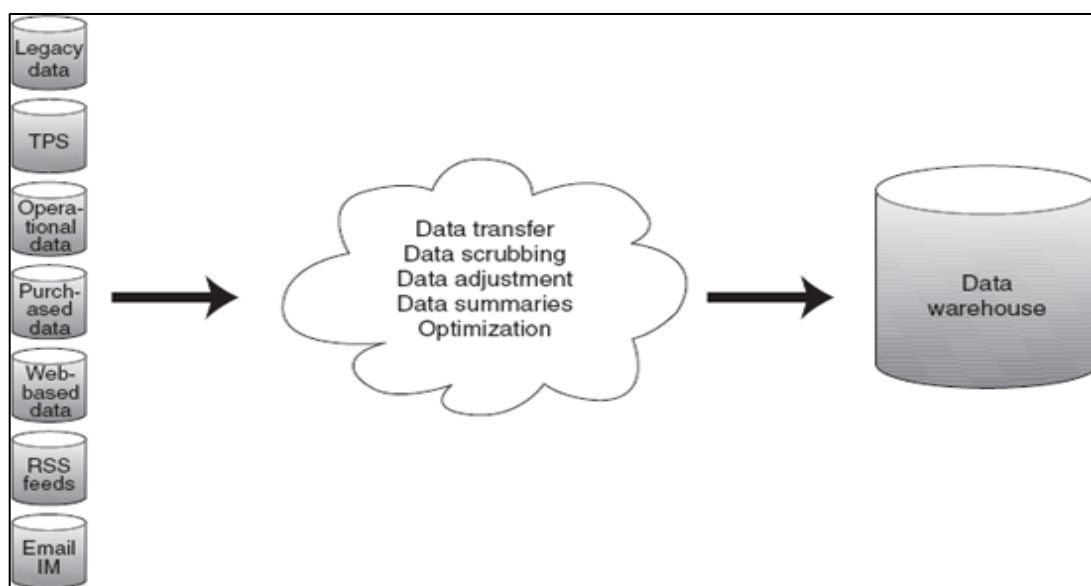 Legacy
data
TPS
Opera-
tional
data
Purch-
ased
data
Web-
based
data
RSS
feeds
Email
IM
Data transfer
Data scrubbing
Data adjustment
Data summaries
Optimization
Data
warehouse